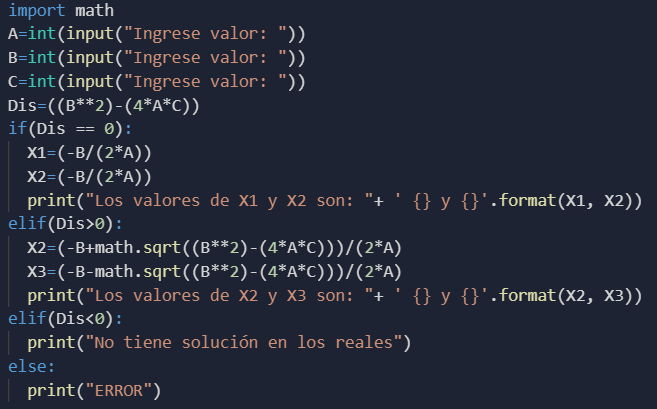 import math
A=int(input("Ingrese valor: "))
B=int(input("Ingrese valor: "))
C=int(input("Ingrese valor: "))
Dis=((B**2)-(4*A*C))
if(Dis == 0):
  X1=(-B/(2*A))
  X2=(-B/(2*A))
  print("Los valores de X1 y X2 son: "+ ' {} y {}'.format(X1, X2))
elif(Dis>0):
  X2=(-B+math.sqrt((B**2)-(4*A*C)))/(2*A)
  X3=(-B-math.sqrt((B**2)-(4*A*C)))/(2*A)
  print("Los valores de X2 y X3 son: "+ ' {} y {}'.format(X2, X3))
elif(Dis<0):
  print("No tiene solución en los reales")
else:
  print("ERROR")